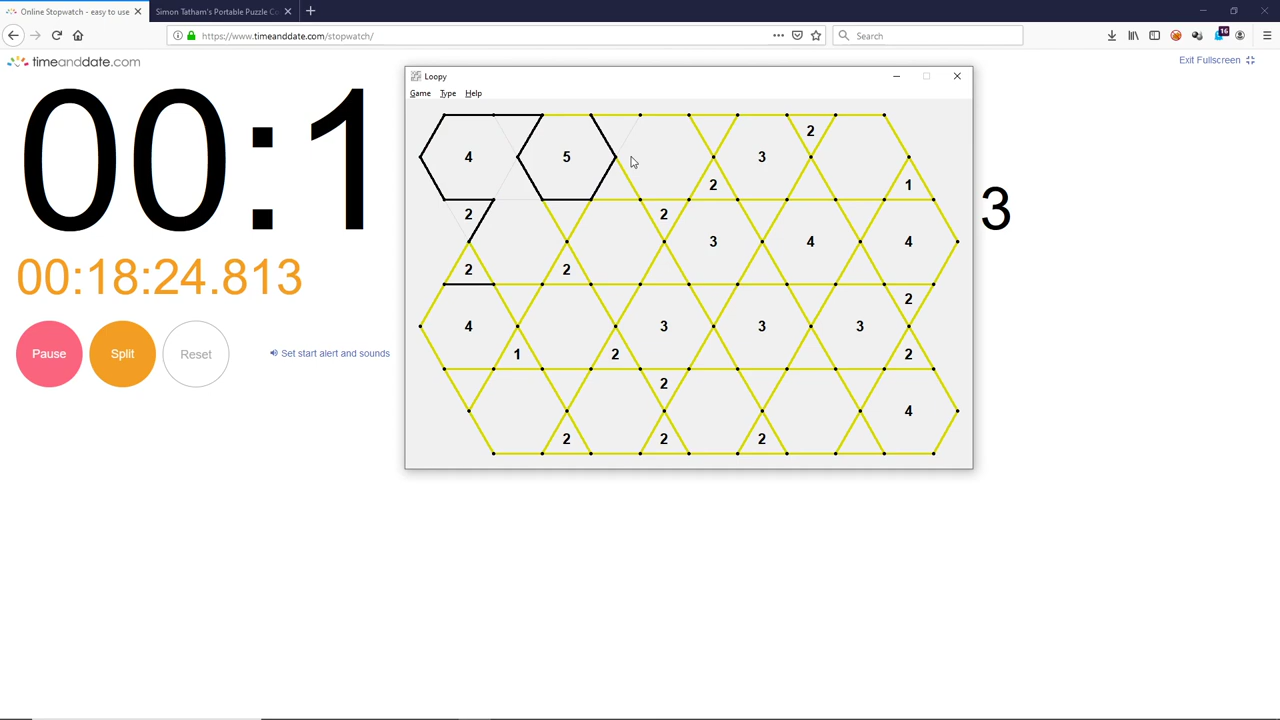 Online Stopwatch - easy to use
Simon Tatham's Portable Puzzle Co
https://www.timeanddate.com/stopwatch/
Search
16
timeanddate.com
Exit Fullscreen
00:1
3
00:18:24.813
Pause
Split
Reset
Set start alert and sounds
Loopy
Game Type Help
2
4 5 3
2 1
2 2
3 4 4
2 2
2
4 3 3 3
1 2 2
2
4
2 2 2